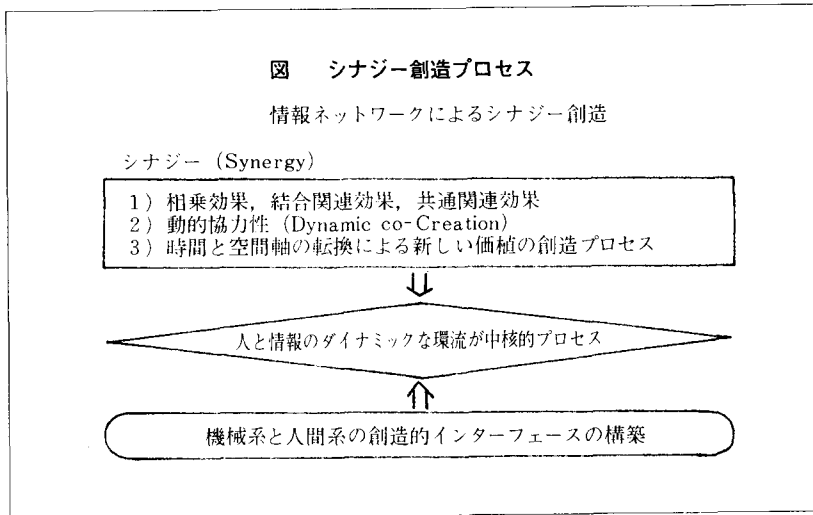 図 シナジー創造プロセス
情報ネットワークによるシナジー創造
シナジー (Synergy)
1) 相乗効果, 結合関連効果, 共通関連効果
2) 動的協力性 (Dynamic co-Creation)
3) 時間と空間軸の転換による新しい価植の創造プロセス
人と情報のダイナミックな環流が中核的プロセス
機械系と人間系の創造的インターフェースの構築